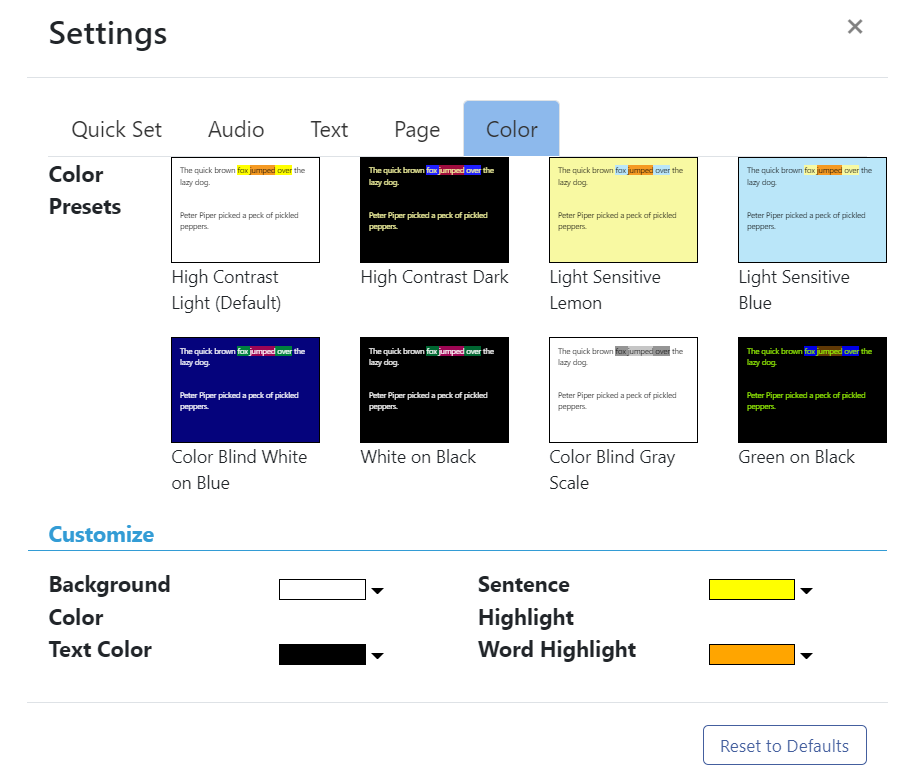 Settings
×
Quick Set Audio Text Page Color
Color
Presets
The quick brown fox jumped over the
lazy dog.
Peter Piper picked a peck of pickled
peppers.
High Contrast
Light (Default)
The quick brown fox jumped over the
lazy dog.
Peter Piper picked a peck of pickled
peppers.
High Contrast Dark
The quick brown fox jumped over the
lazy dog.
Peter Piper picked a peck of pickled
peppers.
Light Sensitive
Lemon
The quick brown fox jumped over the
lazy dog.
Peter Piper picked a peck of pickled
peppers.
Light Sensitive
Blue
The quick brown fox jumped over the
lazy dog.
Peter Piper picked a peck of pickled
peppers.
Color Blind White
on Blue
The quick brown fox jumped over the
lazy dog.
Peter Piper picked a peck of pickled
peppers.
White on Black
The quick brown fox jumped over the
lazy dog.
Peter Piper picked a peck of pickled
peppers.
Color Blind Gray
Scale
The quick brown fox jumped over the
lazy dog.
Peter Piper picked a peck of pickled
peppers.
Green on Black
Customize
Background
Color
Sentence
Highlight
Text Color
Word Highlight
Reset to Defaults